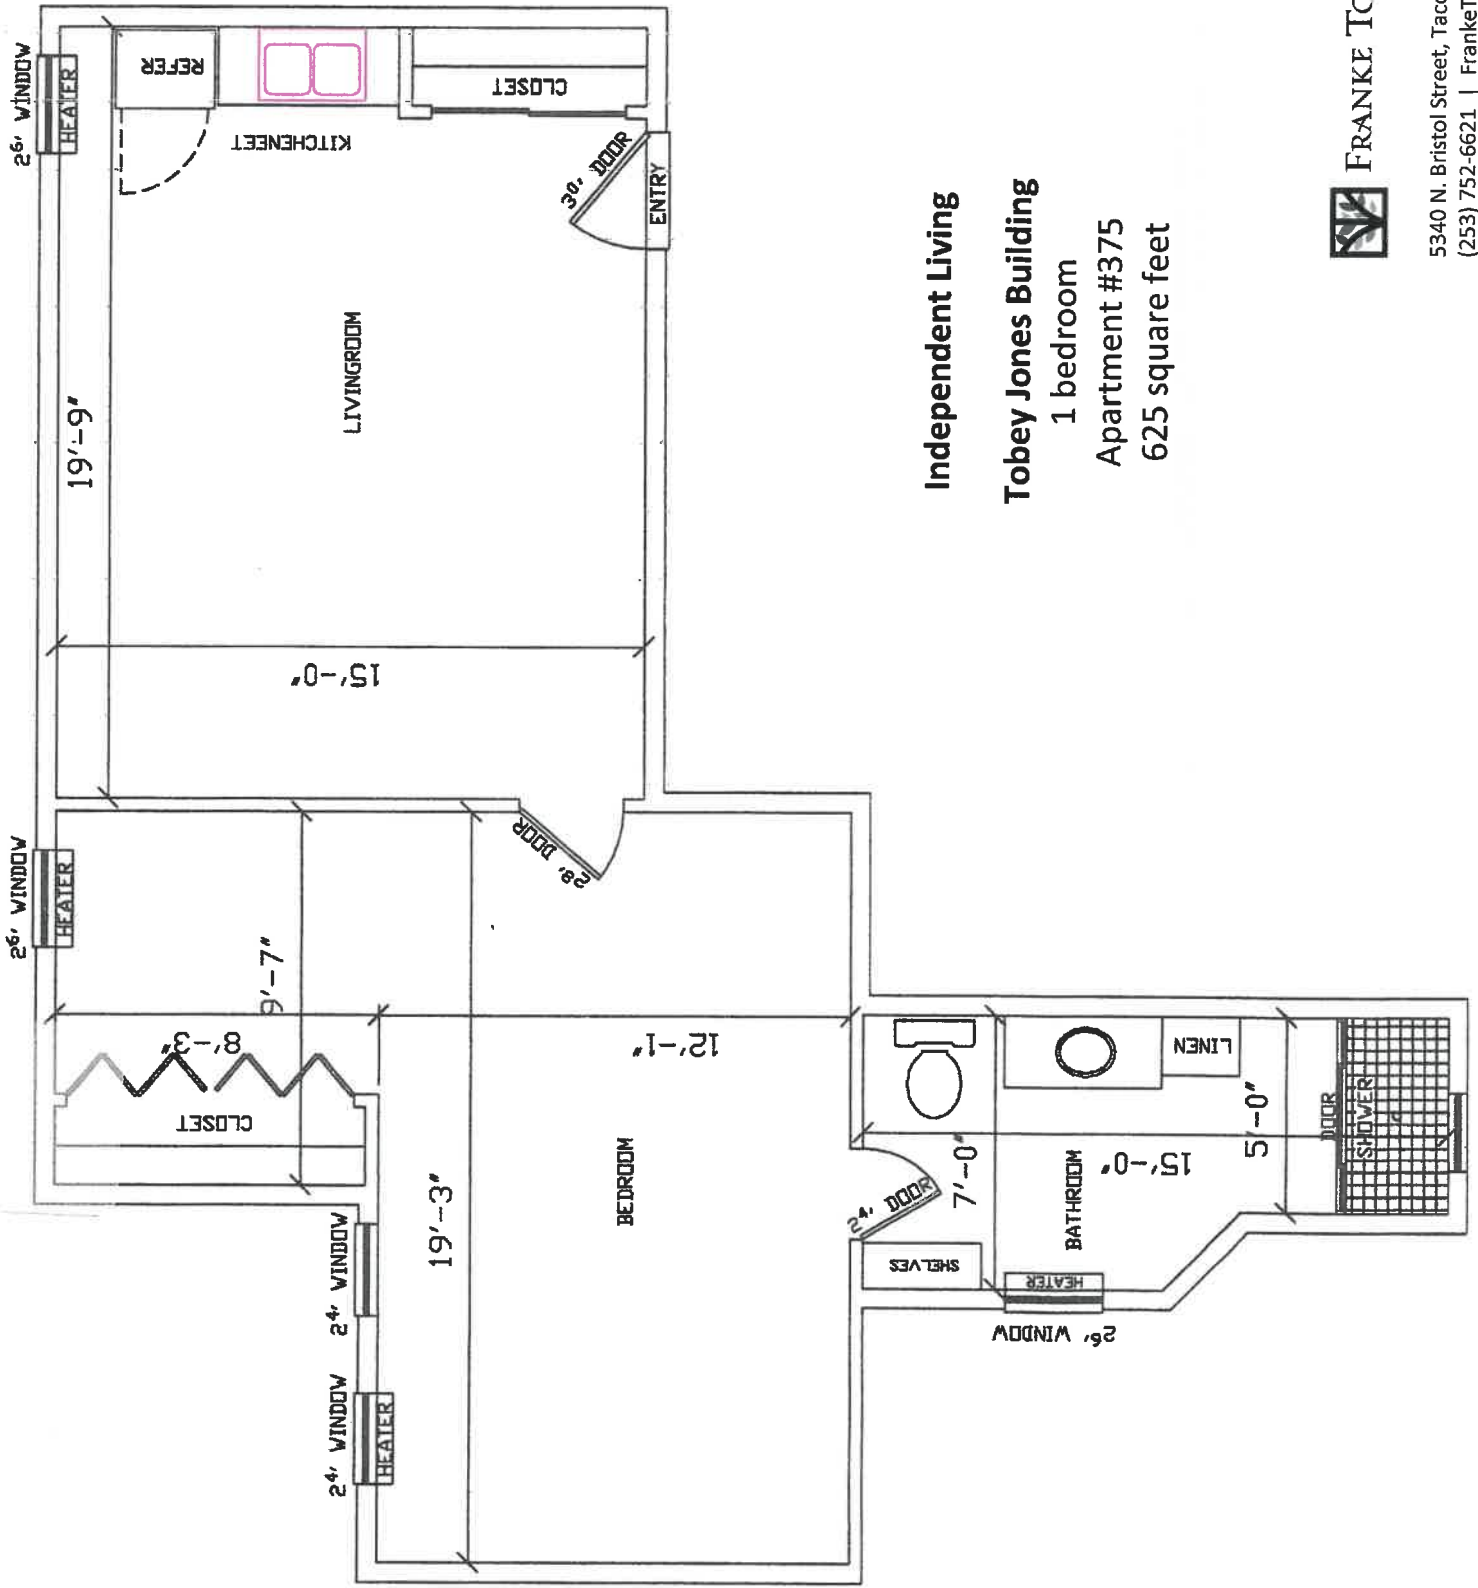 2⁶' WINDOW
HEATER
REFER
KITCHENEET
CLOSET
30' DOOR
ENTRY
LIVINGROOM
19'-9"
15'-0"
2⁶' WINDOW
HEATER
28' DOOR
9'-7"
8'-3"
CLOSET
12'-1"
19'-3"
BEDROOM
2⁴' WINDOW
2⁴' WINDOW
HEATER
2⁴' DOOR
SHELVES
7'-0"
BATHROOM
HEATER
2⁶' WINDOW
LINEN
15'-0"
5'-0"
DOOR
SHOWER
Independent Living
Tobey Jones Building
1 bedroom
Apartment #375
625 square feet
FRANKE TO
5340 N. Bristol Street, Taco
(253) 752-6621 | FrankeT